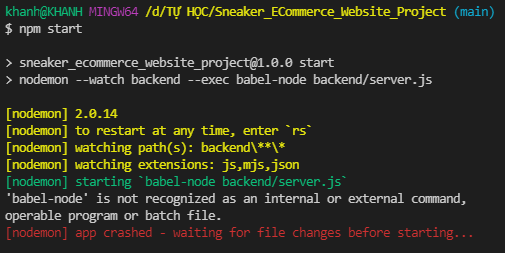 khanh@KHANH MINGW64 /d/TỰ HỌC/Sneaker_ECommerce_Website_Project (main)
$ npm start
> sneaker_ecommerce_website_project@1.0.0 start
> nodemon --watch backend --exec babel-node backend/server.js
[nodemon] 2.0.14
[nodemon] to restart at any time, enter `rs`
[nodemon] watching path(s): backend\**\*
[nodemon] watching extensions: js,mjs,json
[nodemon] starting `babel-node backend/server.js`
'babel-node' is not recognized as an internal or external command,
operable program or batch file.
[nodemon] app crashed - waiting for file changes before starting...